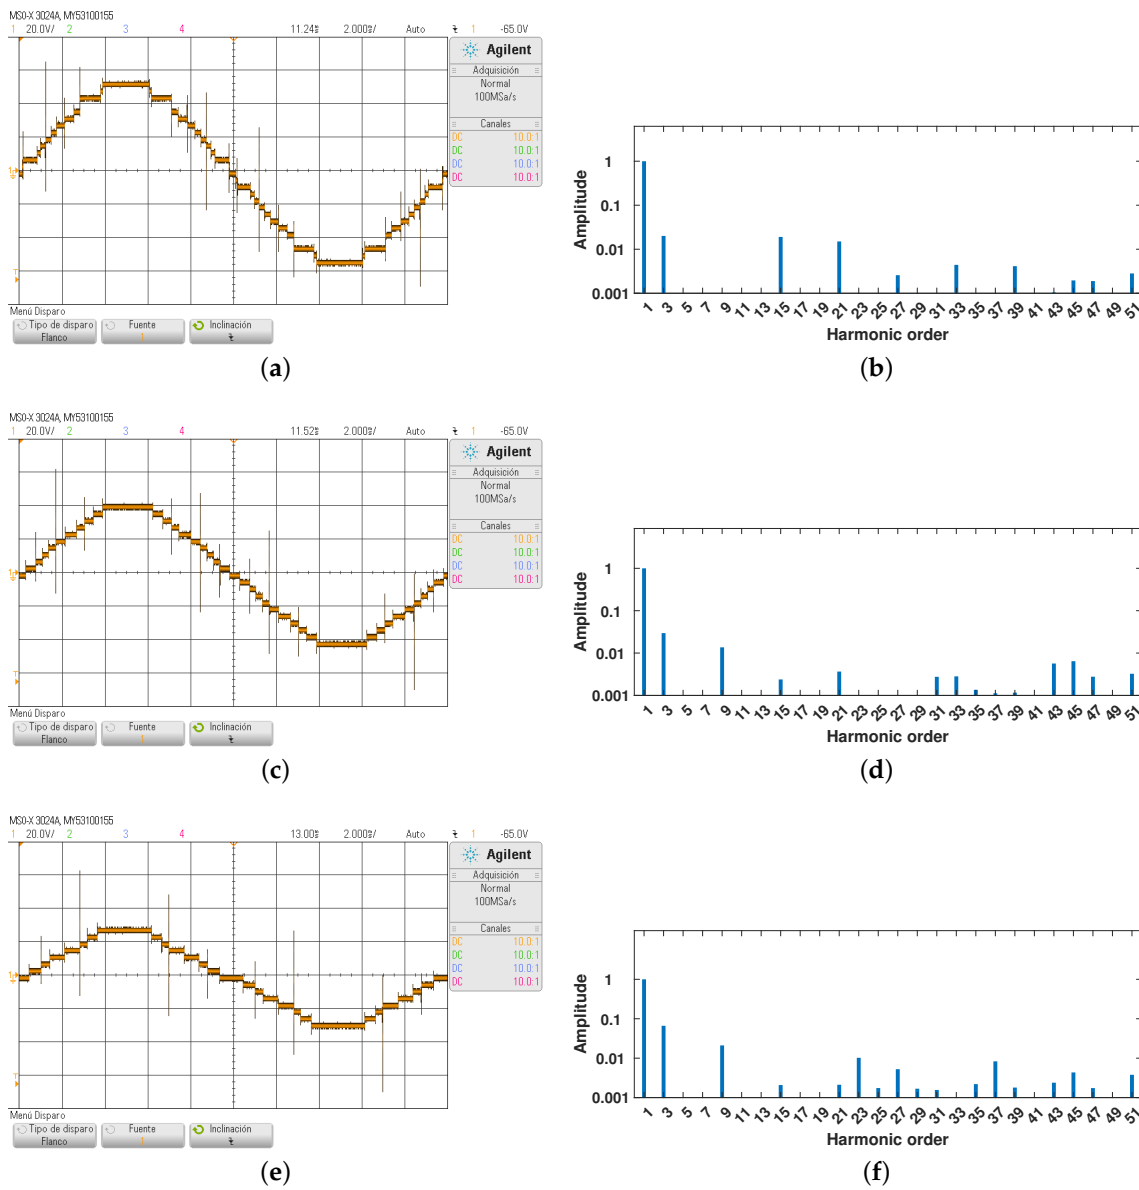 MSO-X 3024A, MY53100155
1 20.0V/ 2 3 4 11.24s 2.000s/ Auto 1 -65.0V
Agilent
Adquisición
Normal
100MSa/s
Canales
DC 10.0:1
DC 10.0:1
DC 10.0:1
DC 10.0:1
Menú Disparo
Tipo de disparo Fuente Inclinación
Flanco 1
(a)
Amplitude
1
0.1
0.01
0.001
1 3 5 7 9 11 13 15 17 19 21 23 25 27 29 31 33 35 37 39 41 43 45 47 49 51
Harmonic order
(b)
MSO-X 3024A, MY53100155
1 20.0V/ 2 3 4 11.52s 2.000s/ Auto 1 -65.0V
Agilent
Adquisición
Normal
100MSa/s
Canales
DC 10.0:1
DC 10.0:1
DC 10.0:1
DC 10.0:1
Menú Disparo
Tipo de disparo Fuente Inclinación
Flanco 1
(c)
Amplitude
1
0.1
0.01
0.001
1 3 5 7 9 11 13 15 17 19 21 23 25 27 29 31 33 35 37 39 41 43 45 47 49 51
Harmonic order
(d)
MSO-X 3024A, MY53100155
1 20.0V/ 2 3 4 13.00s 2.000s/ Auto 1 -65.0V
Agilent
Adquisición
Normal
100MSa/s
Canales
DC 10.0:1
DC 10.0:1
DC 10.0:1
DC 10.0:1
Menú Disparo
Tipo de disparo Fuente Inclinación
Flanco 1
(e)
Amplitude
1
0.1
0.01
0.001
1 3 5 7 9 11 13 15 17 19 21 23 25 27 29 31 33 35 37 39 41 43 45 47 49 51
Harmonic order
(f)